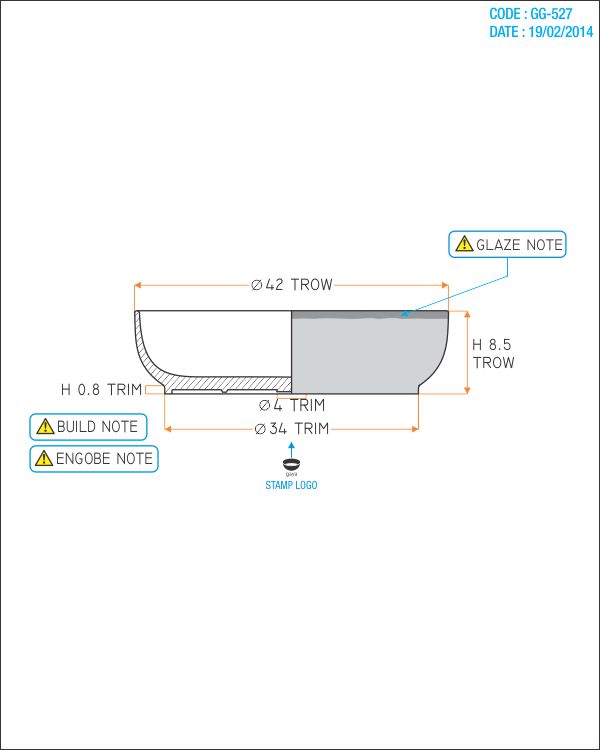 CODE : GG-527
DATE : 19/02/2014
GLAZE NOTE
Ø 42 TROW
H 8.5
TROW
H 0.8 TRIM
Ø 4 TRIM
BUILD NOTE
Ø 34 TRIM
ENGOBE NOTE
gaya
STAMP LOGO